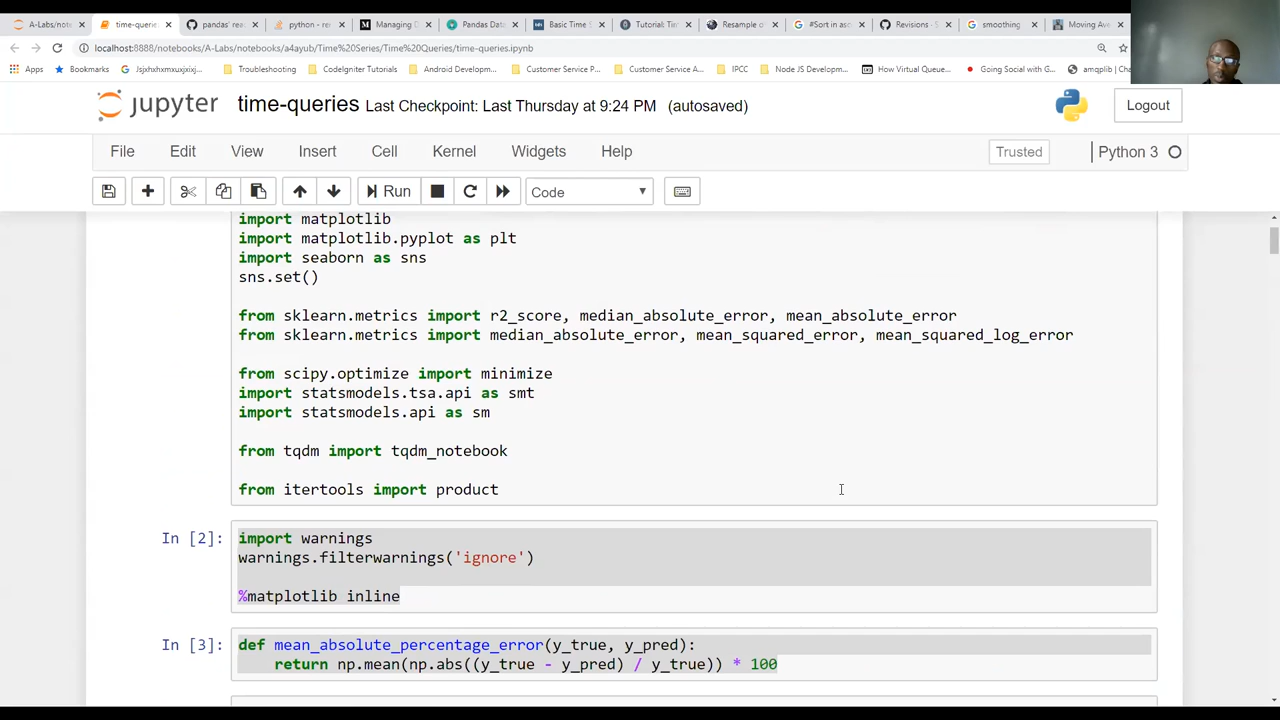 A-Labs/note
time-queries
pandas' rea
python - re
Managing D
Pandas Data
Basic Time S
Tutorial: Tim
Resample of
#Sort in asc
Revisions - S
smoothing
Moving Ave
localhost:8888/notebooks/A-Labs/notebooks/a4ayub/Time%20Series/Time%20Queries/time-queries.ipynb
Apps
Bookmarks
Troubleshooting
CodeIgniter Tutorials
Android Developm...
Customer Service P...
Customer Service A...
IPCC
Node JS Developm...
How Virtual Queue...
Going Social with G...
amqplib | Cha
jupyter time-queries Last Checkpoint: Last Thursday at 9:24 PM (autosaved)
Logout
File Edit View Insert Cell Kernel Widgets Help
Trusted
Python 3
Run
Code
import matplotlib
import matplotlib.pyplot as plt
import seaborn as sns
sns.set()
from sklearn.metrics import r2_score, median_absolute_error, mean_absolute_error
from sklearn.metrics import median_absolute_error, mean_squared_error, mean_squared_log_error
from scipy.optimize import minimize
import statsmodels.tsa.api as smt
import statsmodels.api as sm
from tqdm import tqdm_notebook
from itertools import product
In [2]:
import warnings
warnings.filterwarnings('ignore')
%matplotlib inline
In [3]:
def mean_absolute_percentage_error(y_true, y_pred):
return np.mean(np.abs((y_true - y_pred) / y_true)) * 100